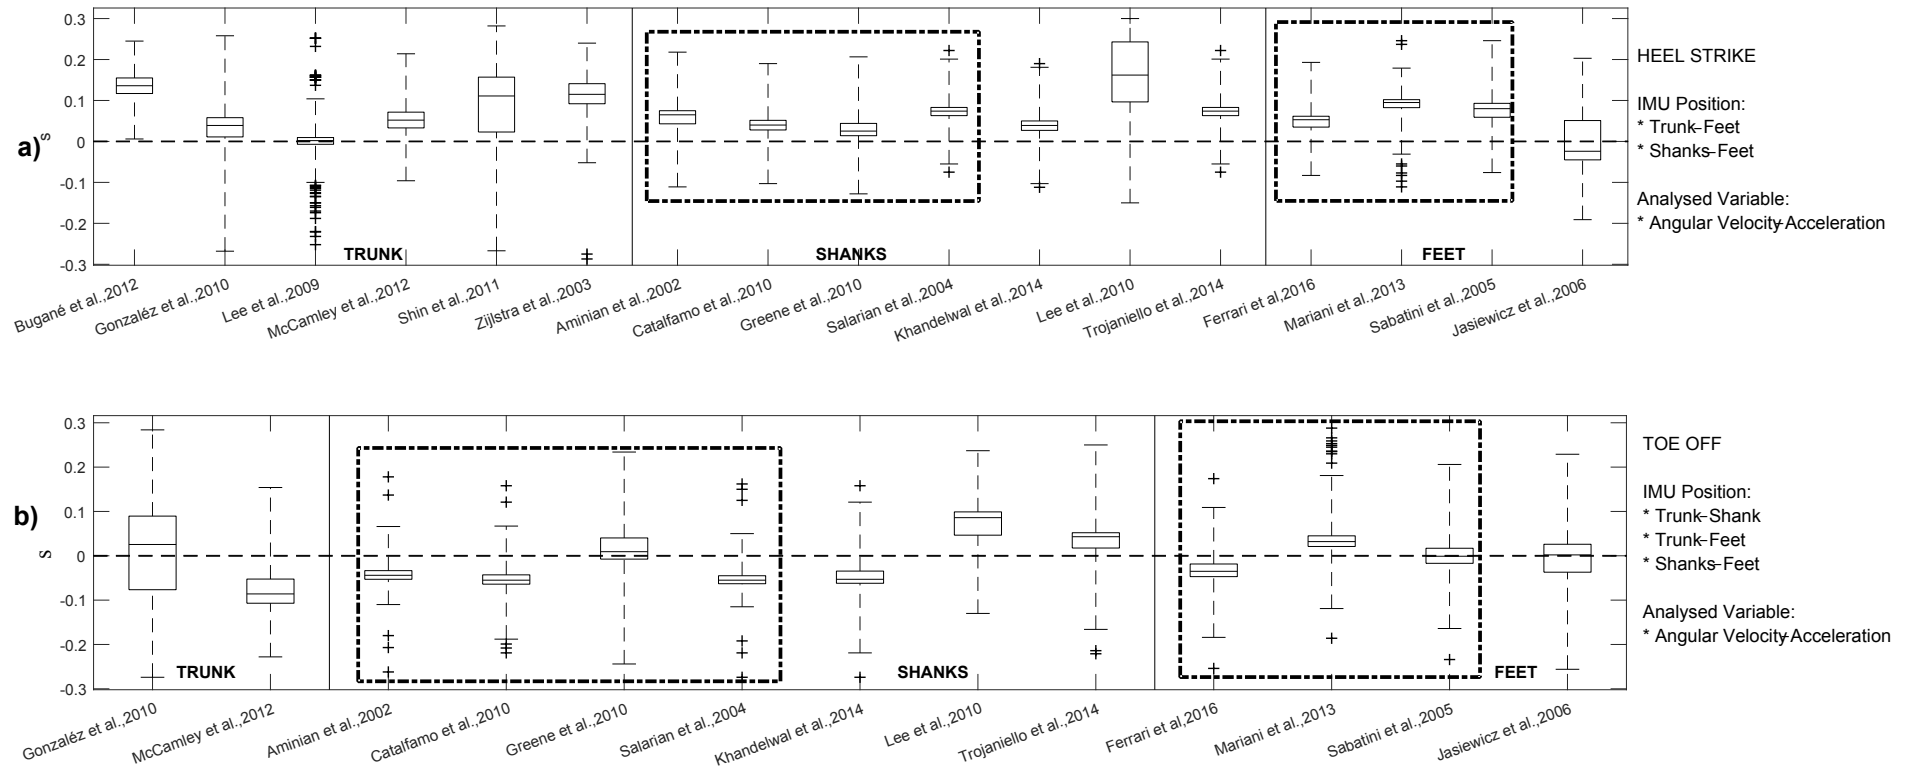 a)
s
0.3
0.2
0.1
0
-0.1
-0.2
-0.3
TRUNK
SHANKS
FEET
Bugané et al.,2012
Gonzaléz et al.,2010
Lee et al.,2009
McCamley et al.,2012
Shin et al.,2011
Zijlstra et al.,2003
Aminian et al.,2002
Catalfamo et al.,2010
Greene et al.,2010
Salarian et al.,2004
Khandelwal et al.,2014
Lee et al.,2010
Trojaniello et al.,2014
Ferrari et al,2016
Mariani et al.,2013
Sabatini et al.,2005
Jasiewicz et al.,2006
HEEL STRIKE
IMU Position:
* Trunk-Feet
* Shanks-Feet
Analysed Variable:
* Angular Velocity-Acceleration
b)
s
0.3
0.2
0.1
0
-0.1
-0.2
-0.3
TRUNK
SHANKS
FEET
Gonzaléz et al.,2010
McCamley et al.,2012
Aminian et al.,2002
Catalfamo et al.,2010
Greene et al.,2010
Salarian et al.,2004
Khandelwal et al.,2014
Lee et al.,2010
Trojaniello et al.,2014
Ferrari et al,2016
Mariani et al.,2013
Sabatini et al.,2005
Jasiewicz et al.,2006
TOE OFF
IMU Position:
* Trunk-Shank
* Trunk-Feet
* Shanks-Feet
Analysed Variable:
* Angular Velocity-Acceleration